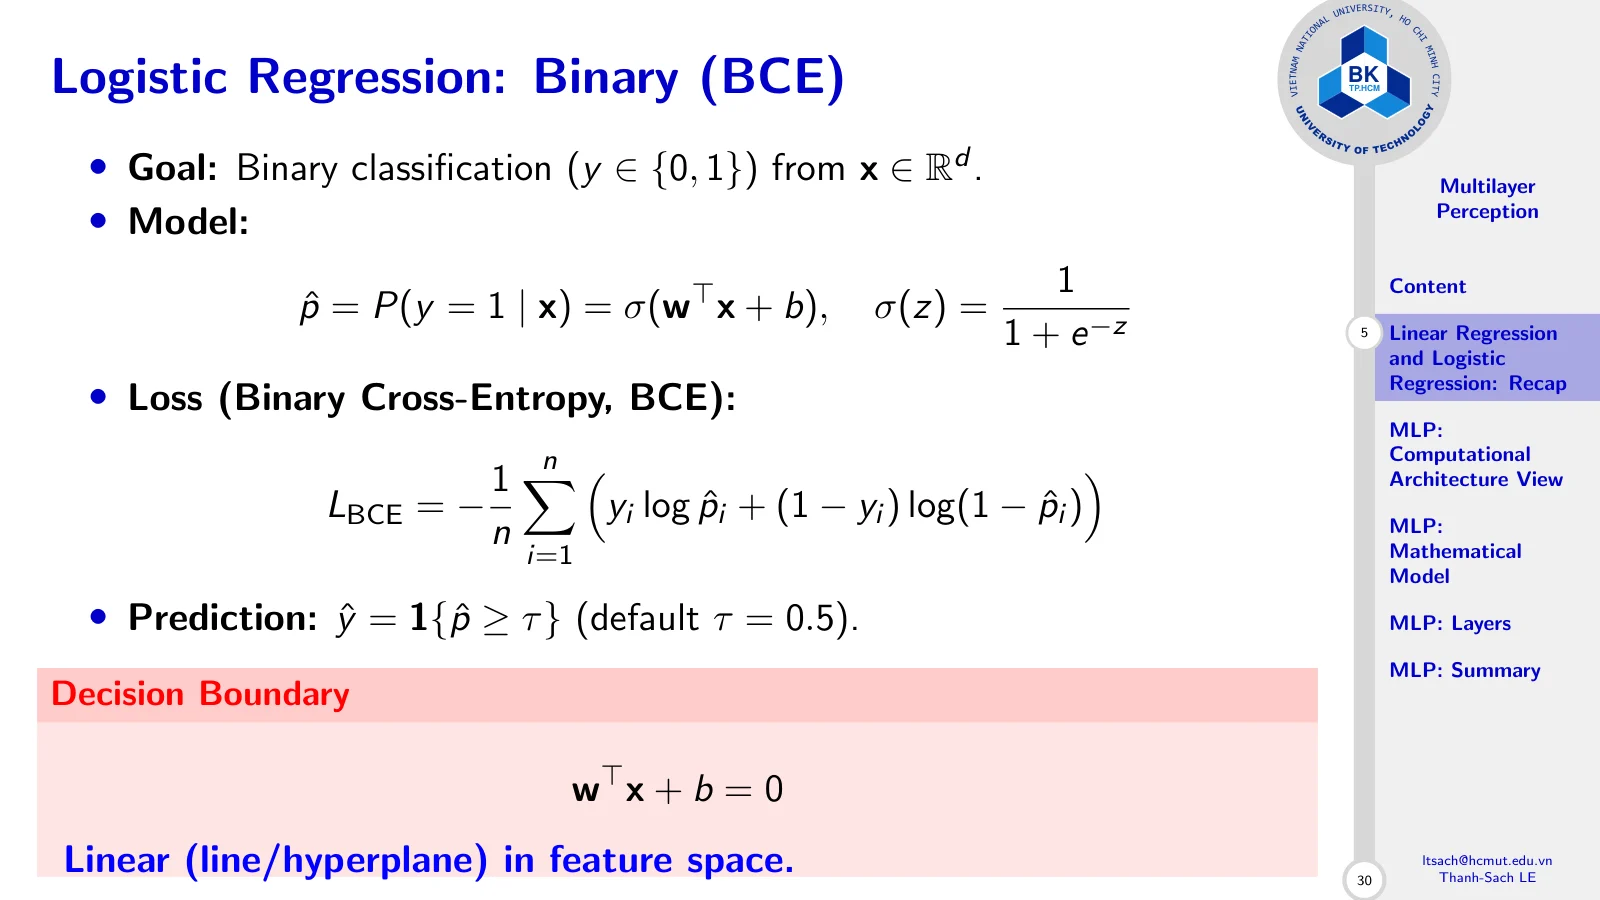 Logistic Regression: Binary (BCE)
• Goal: Binary classification (y ∈ {0, 1}) from x ∈ ℝ^d.
• Model:
p̂ = P(y = 1 | x) = σ(w^⊤x + b), σ(z) = 1 / (1 + e^{−z})
• Loss (Binary Cross-Entropy, BCE):
L_BCE = −(1/n) ∑_{i=1}^{n} (y_i log p̂_i + (1 − y_i) log(1 − p̂_i))
• Prediction: ŷ = 1{p̂ ≥ τ} (default τ = 0.5).
Decision Boundary
w^⊤x + b = 0
Linear (line/hyperplane) in feature space.
VIETNAM NATIONAL UNIVERSITY, HO CHI MINH CITY
BK
TP.HCM
UNIVERSITY OF TECHNOLOGY
Multilayer
Perception
Content
5
Linear Regression
and Logistic
Regression: Recap
MLP:
Computational
Architecture View
MLP:
Mathematical
Model
MLP: Layers
MLP: Summary
ltsach@hcmut.edu.vn
Thanh-Sach LE
30